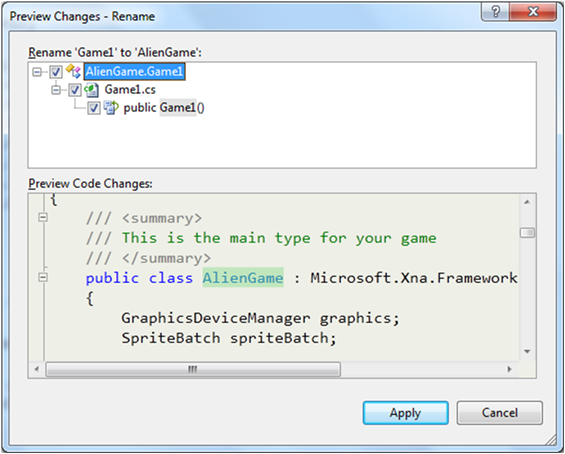 Preview Changes - Rename
Rename 'Game1' to 'AlienGame':
AlienGame.Game1
Game1.cs
public Game1()
Preview Code Changes:
{
/// <summary>
/// This is the main type for your game
/// </summary>
public class AlienGame : Microsoft.Xna.Framework
{
GraphicsDeviceManager graphics;
SpriteBatch spriteBatch;
Apply
Cancel